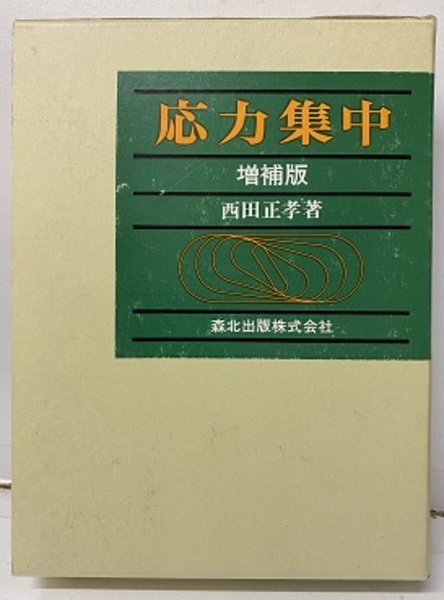 応力集中
増補版
西田正孝著
森北出版株式会社